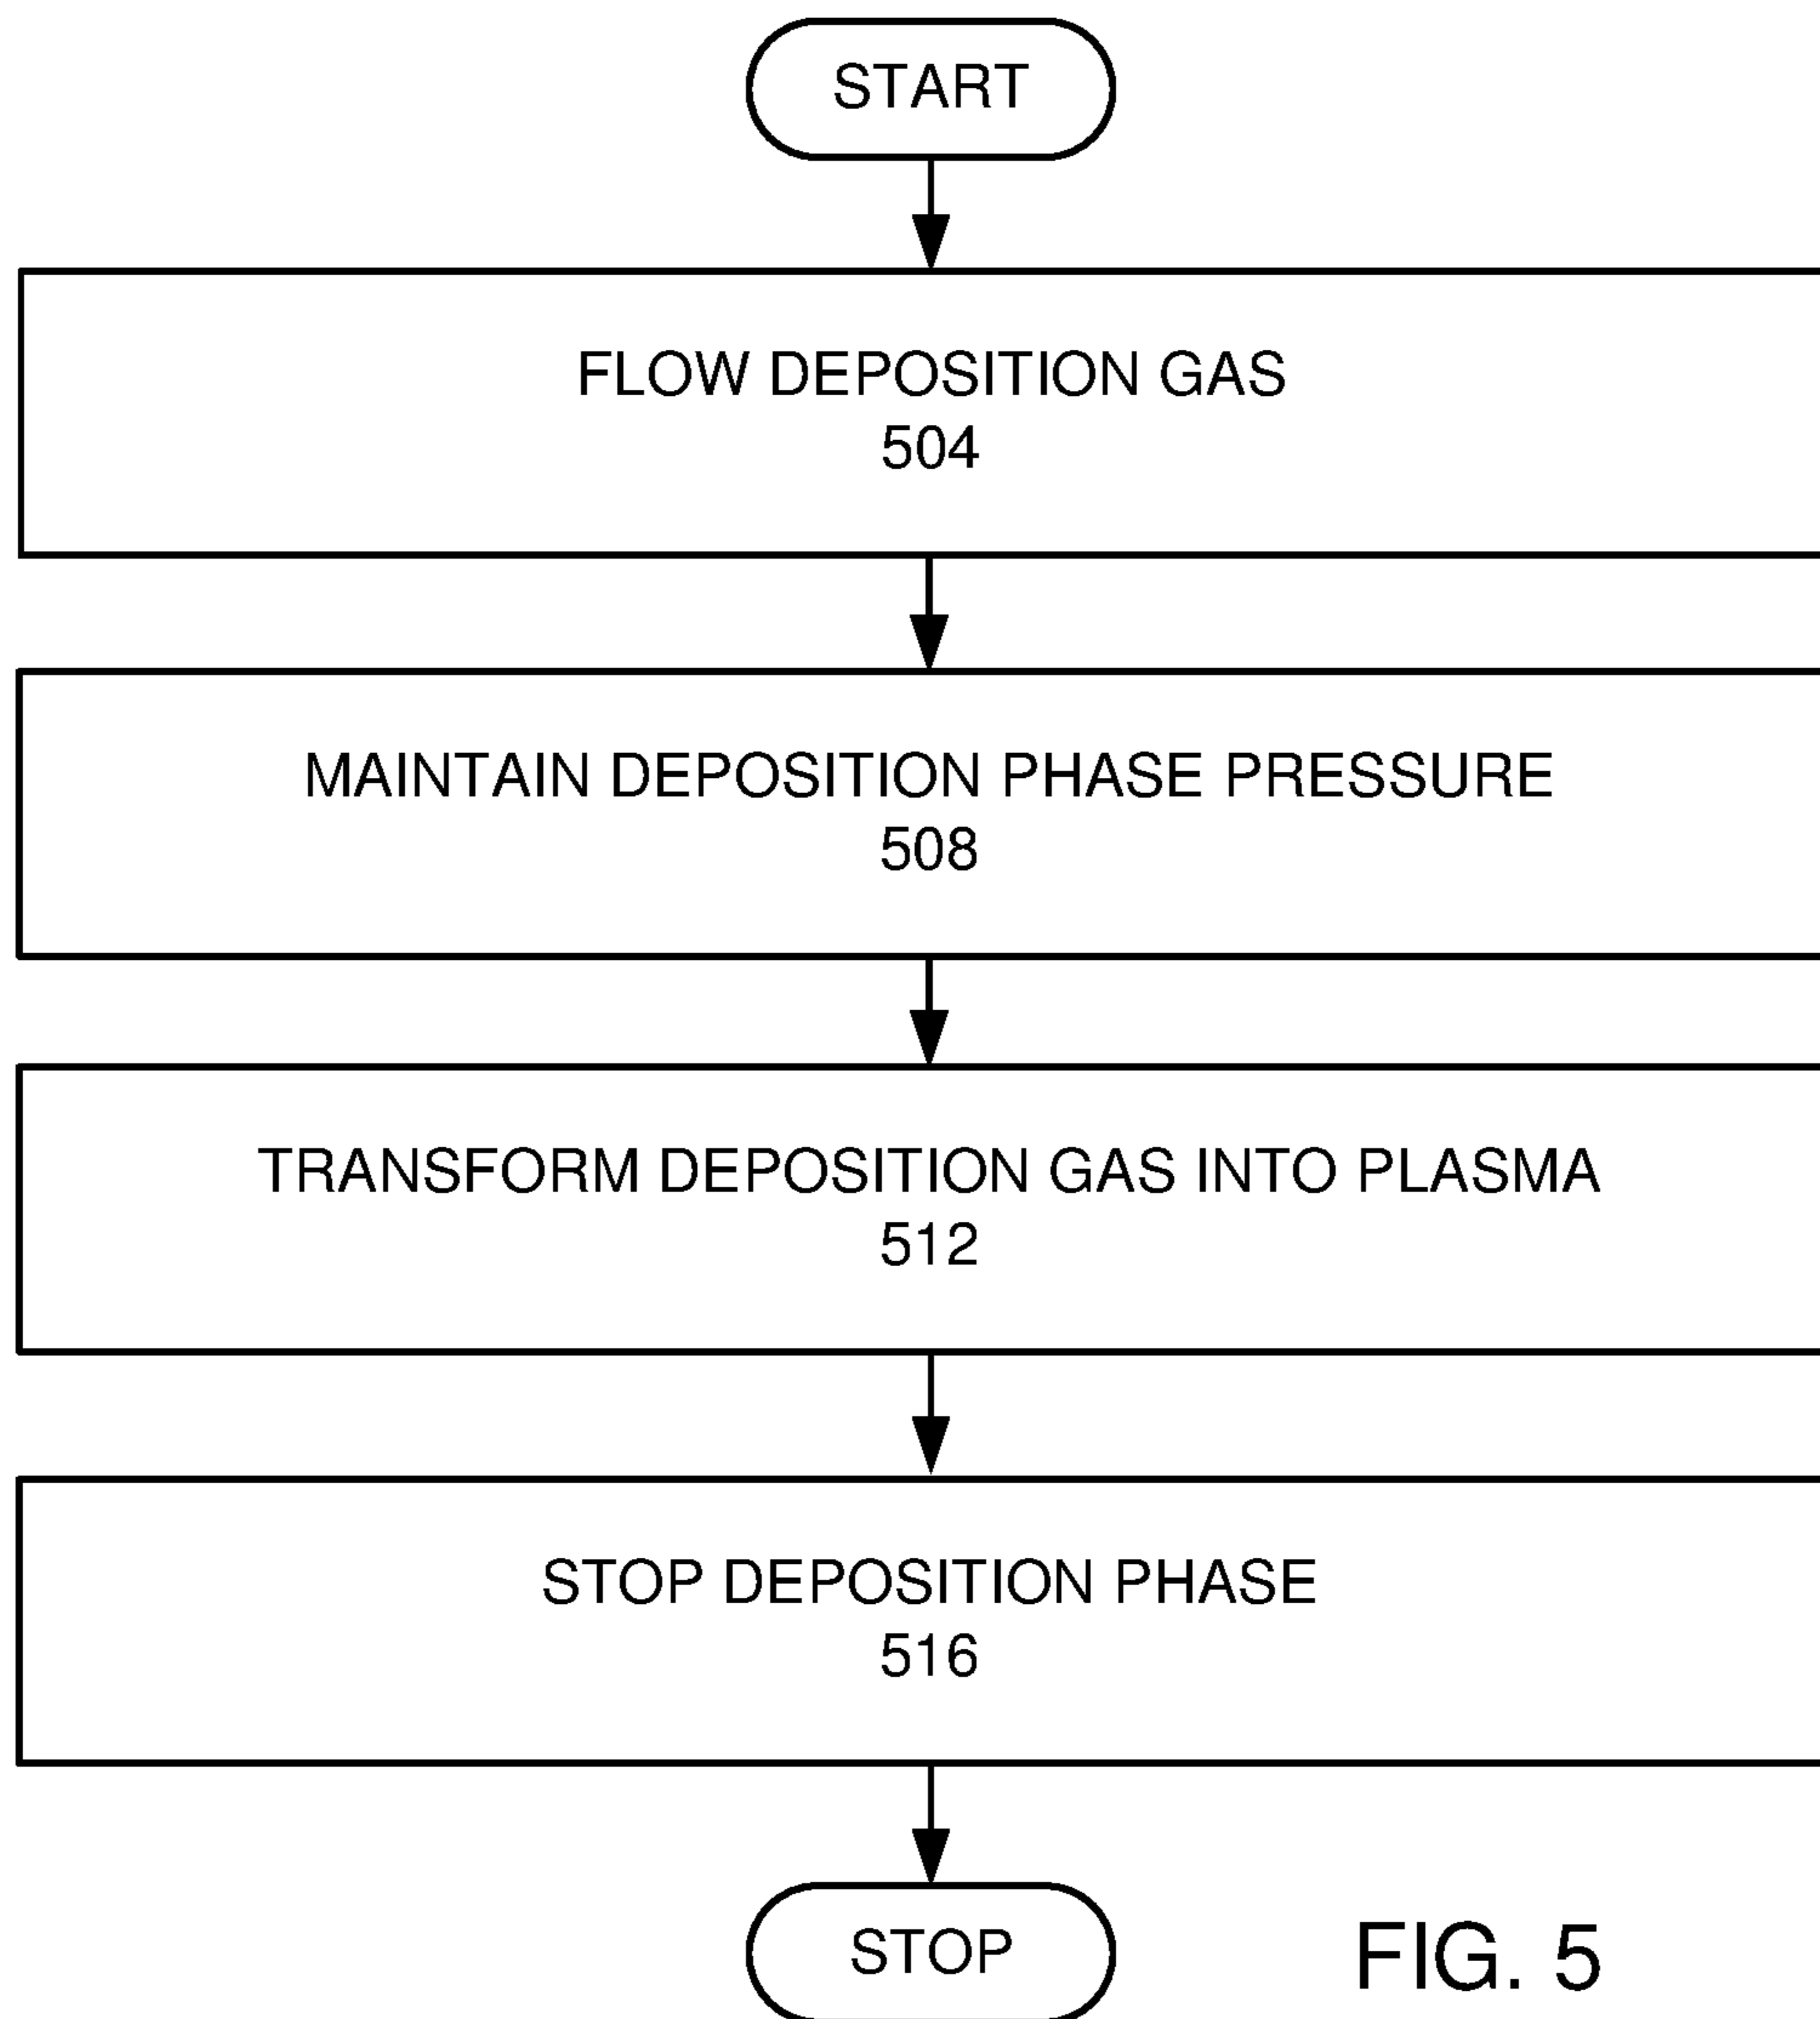 START
FLOW DEPOSITION GAS
504
MAINTAIN DEPOSITION PHASE PRESSURE
508
TRANSFORM DEPOSITION GAS INTO PLASMA
512
STOP DEPOSITION PHASE
516
STOP
FIG. 5